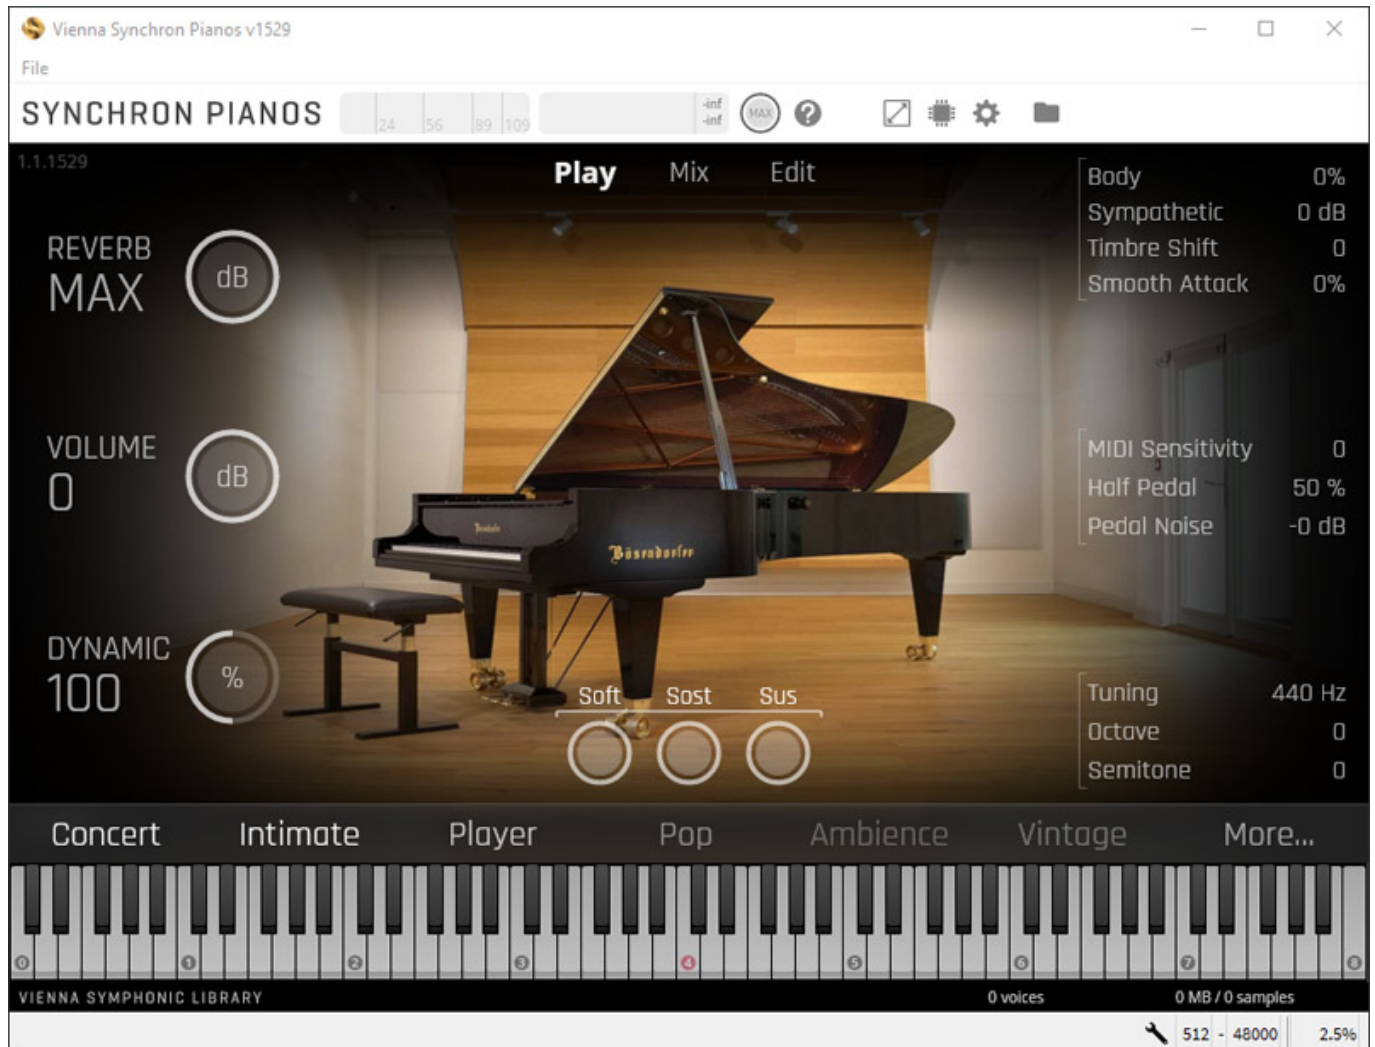 Vienna Synchron Pianos v1529
File
SYNCHRON PIANOS
24 56 89 109
-inf
-inf
MAX
?
1.1.1529
Play Mix Edit
REVERB
MAX
dB
VOLUME
0
dB
DYNAMIC
100
%
Body 0%
Sympathetic 0 dB
Timbre Shift 0
Smooth Attack 0%
MIDI Sensitivity 0
Half Pedal 50 %
Pedal Noise -0 dB
Tuning 440 Hz
Octave 0
Semitone 0
Bösendorfer
Bösendorfer
Soft Sost Sus
Concert Intimate Player Pop Ambience Vintage More...
0 1 2 3 4 5 6 7 8
VIENNA SYMPHONIC LIBRARY 0 voices 0 MB / 0 samples
512 - 48000 2.5%